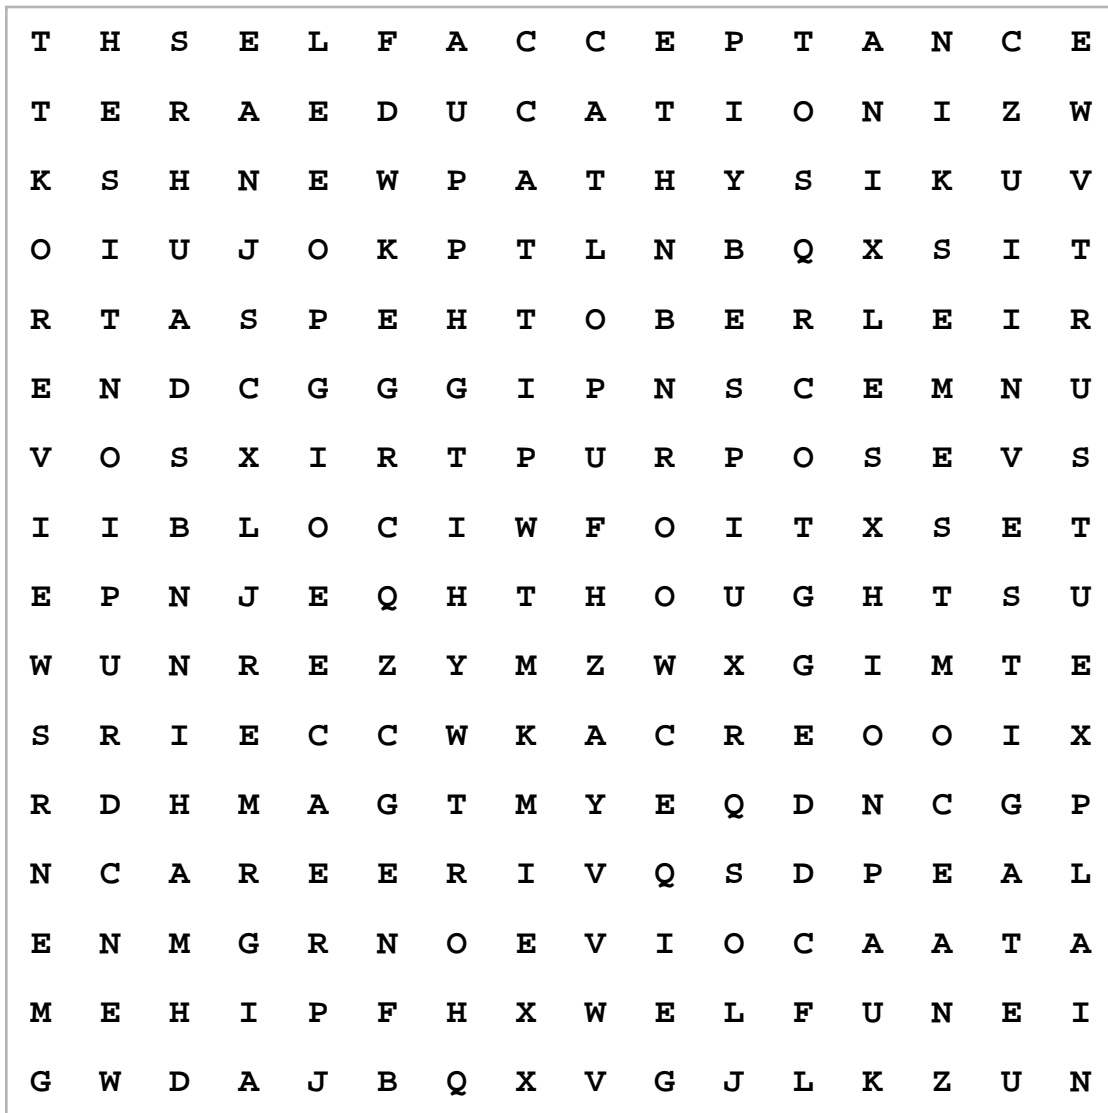 T H S E L F A C C E P T A N C E
T E R A E D U C A T I O N I Z W
K S H N E W P A T H Y S I K U V
O I U J O K P T L N B Q X S I T
R T A S P E H T O B E R L E I R
E N D C G G G I P N S C E M N U
V O S X I R T P U R P O S E V S
I I B L O C I W F O I T X S E T
E P N J E Q H T H O U G H T S U
W U N R E Z Y M Z W X G I M T E
S R I E C C W K A C R E O O I X
R D H M A G T M Y E Q D N C G P
N C A R E E R I V Q S D P E A L
E N M G R N O E V I O C A A T A
M E H I P F H X W E L F U N E I
G W D A J B Q X V G J L K Z U N